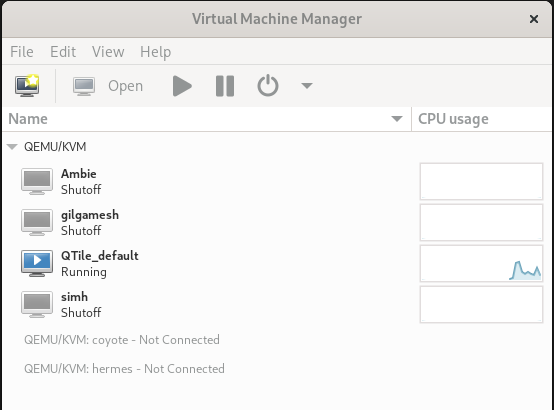 Virtual Machine Manager
File Edit View Help
Open
Name CPU usage
QEMU/KVM
Ambie
Shutoff
gilgamesh
Shutoff
QTile_default
Running
simh
Shutoff
QEMU/KVM: coyote - Not Connected
QEMU/KVM: hermes - Not Connected